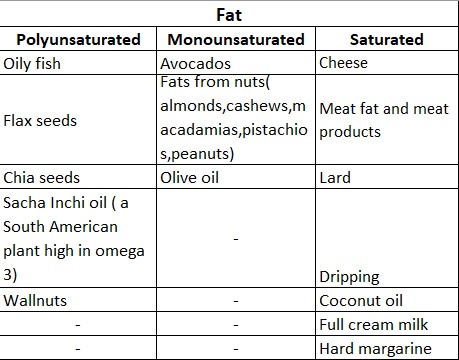 Fat
Polyunsaturated Monounsaturated Saturated
Oily fish Avocados Cheese
Flax seeds
Fats from nuts(
almonds,cashews,m
acadamias,pistachio
s,peanuts)
Meat fat and meat
products
Chia seeds Olive oil Lard
Sacha Inchi oil ( a
South American
plant high in omega
3)
-
Dripping
Wallnuts - Coconut oil
- - Full cream milk
- - Hard margarine